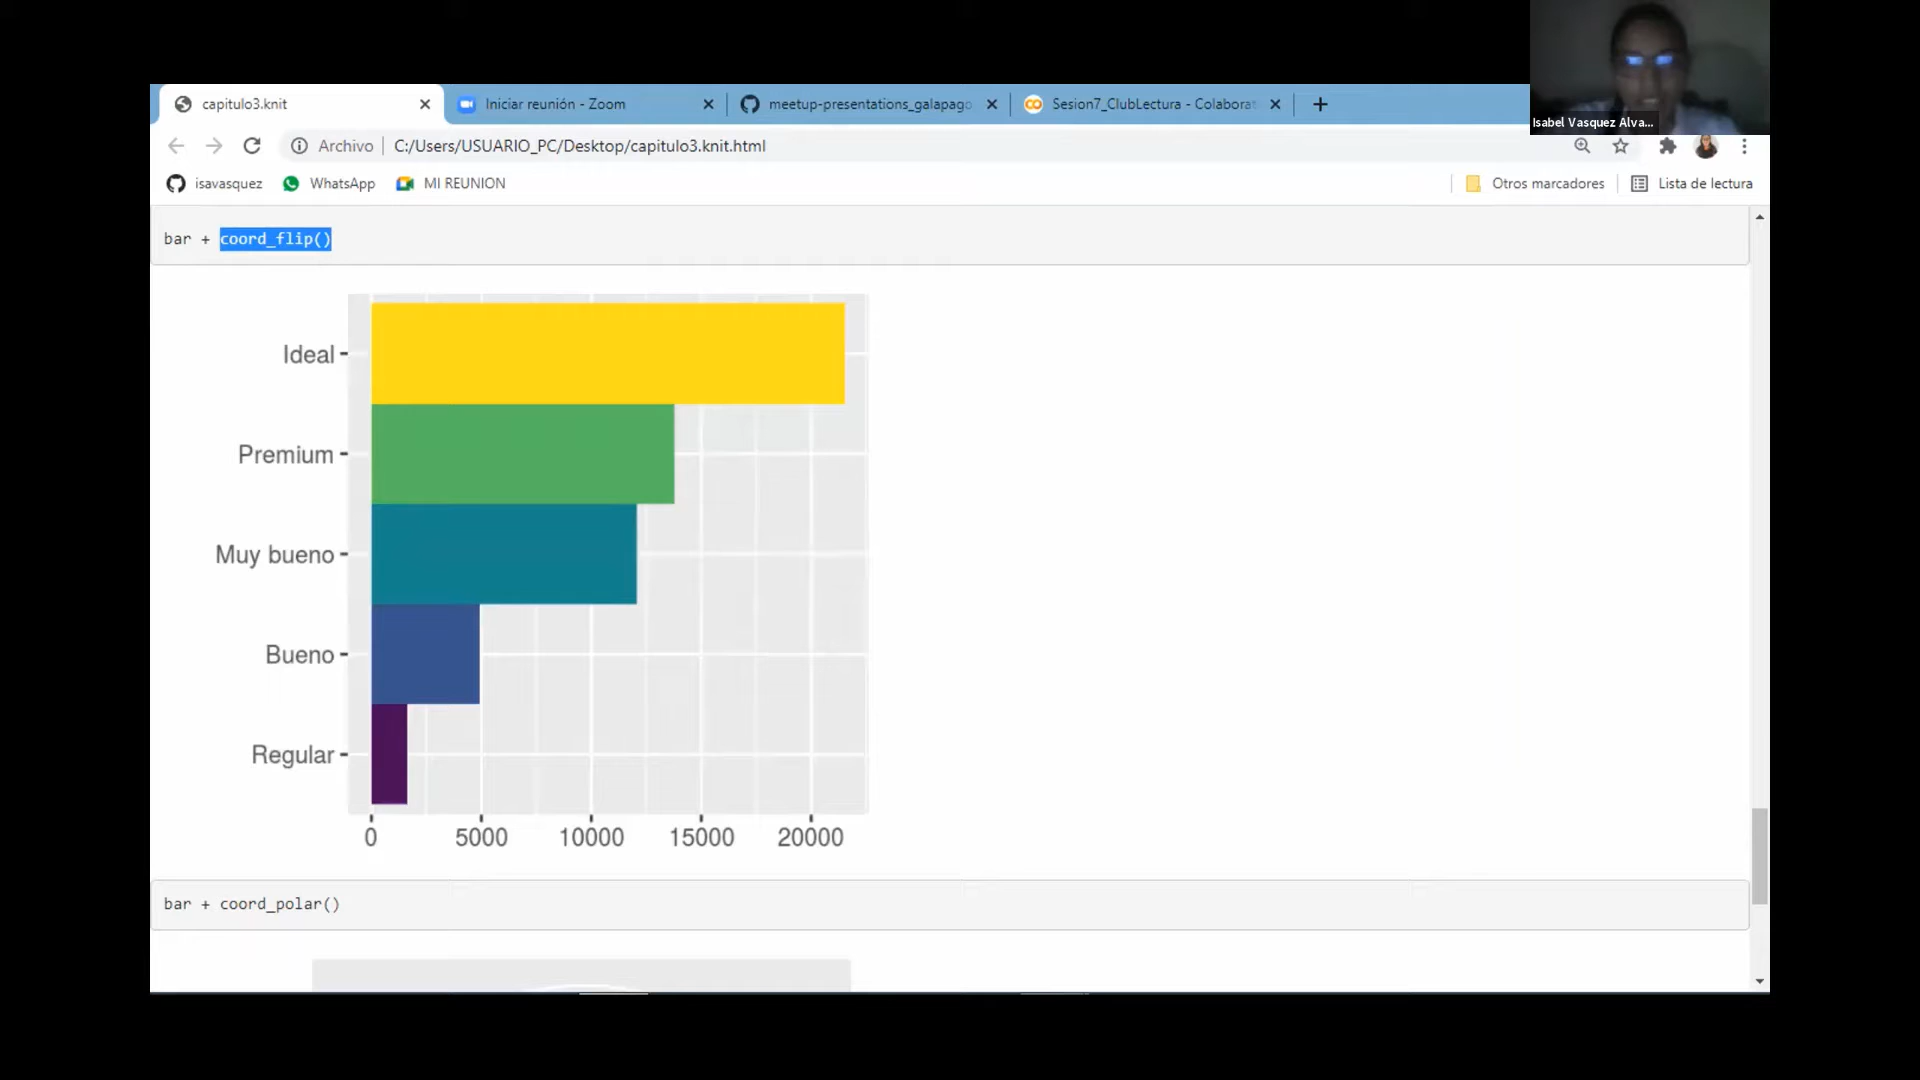 Isabel Vasquez Alva...
capitulo3.knit
Iniciar reunión - Zoom
meetup-presentations_galapago
Sesion7_ClubLectura - Colaborat
Archivo
C:/Users/USUARIO_PC/Desktop/capitulo3.knit.html
isavasquez
WhatsApp
MI REUNION
Otros marcadores
Lista de lectura
bar + coord_flip()
Ideal
Premium
Muy bueno
Bueno
Regular
0 5000 10000 15000 20000
bar + coord_polar()